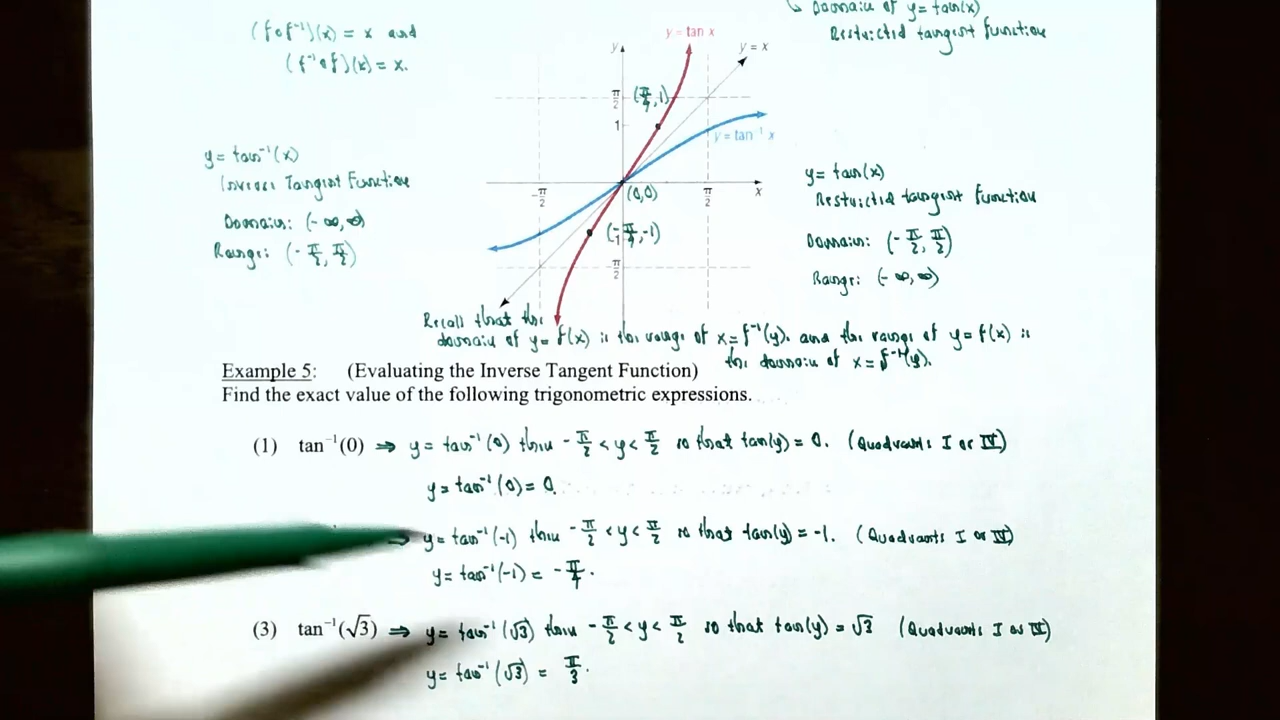 (f∘f⁻¹)(x) = x and
(f⁻¹∘f)(x) = x.
↳ Domain of y = tan(x)
Restricted tangent function
y = tan x
y
y = x
π/2
(π/4, 1)
1
y = tan⁻¹ x
-π/2
(0,0)
π/2
x
(-π/4, -1)
π/2
y = tan⁻¹(x)
Inverse Tangent Function
Domain: (-∞, ∞)
Range: (-π/2, π/2)
y = tan(x)
Restricted tangent function
Domain: (-π/2, π/2)
Range: (-∞, ∞)
Recall that the
domain of y = f(x) is the range of x = f⁻¹(y). and the range of y = f(x) is
the domain of x = f⁻¹(y).
Example 5: (Evaluating the Inverse Tangent Function)
Find the exact value of the following trigonometric expressions.
(1) tan⁻¹(0) ⇒ y = tan⁻¹(0) then -π/2 < y < π/2 so that tan(y) = 0. (Quadrants I or IV)
y = tan⁻¹(0) = 0.
⇒ y = tan⁻¹(-1) then -π/2 < y < π/2 so that tan(y) = -1. (Quadrants I or IV)
y = tan⁻¹(-1) = -π/4.
(3) tan⁻¹(√3) ⇒ y = tan⁻¹(√3) then -π/2 < y < π/2 so that tan(y) = √3 (Quadrants I or IV)
y = tan⁻¹(√3) = π/3.